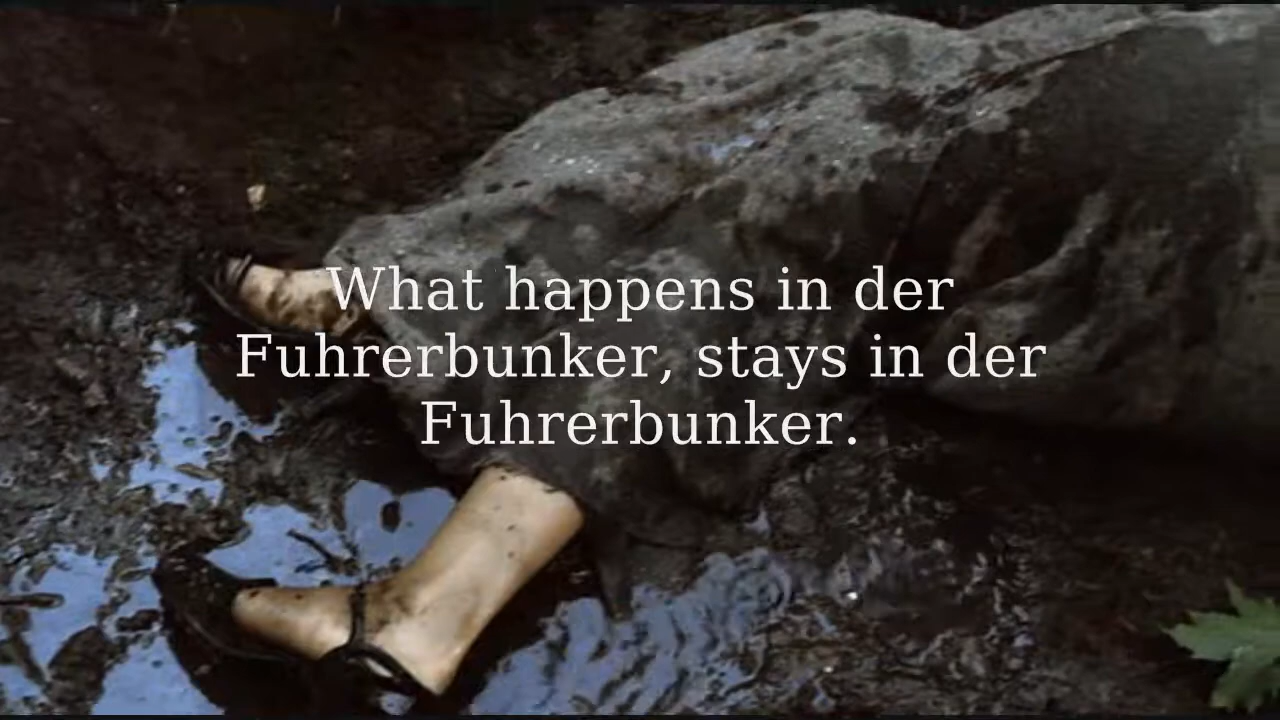 What happens in der
Fuhrerbunker, stays in der
Fuhrerbunker.